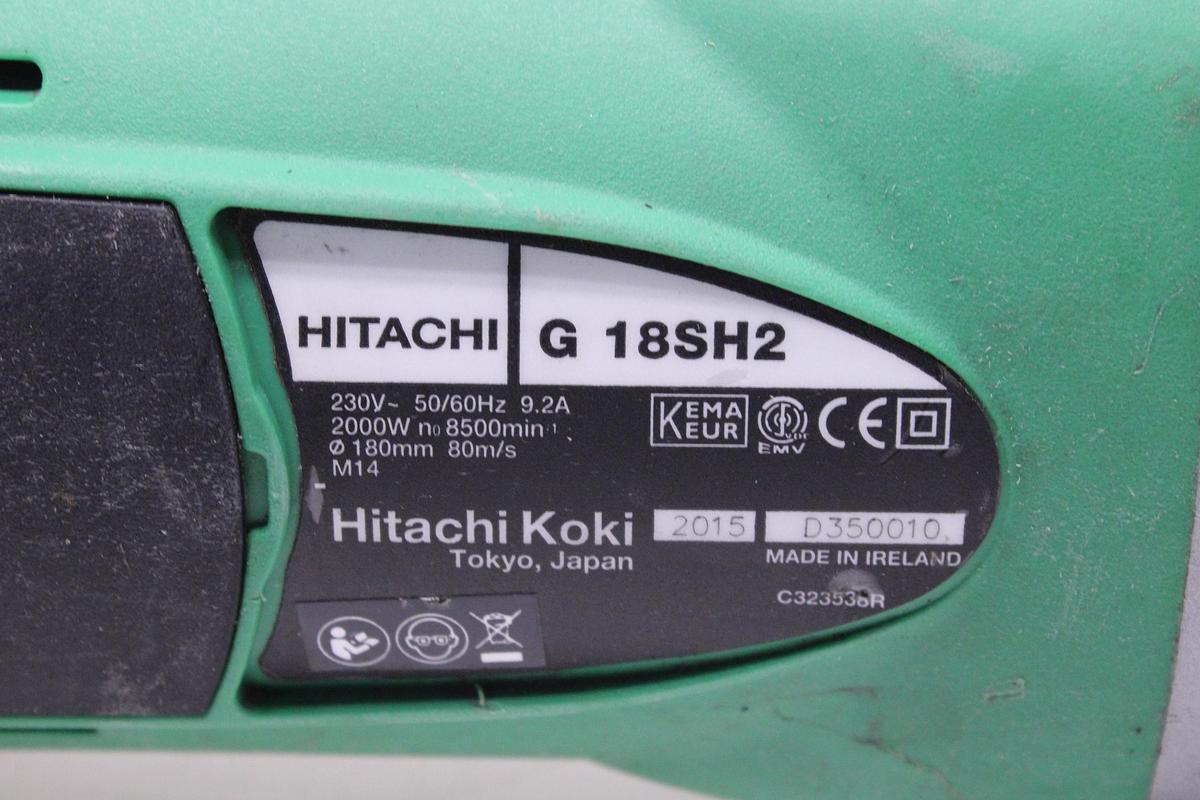 HITACHI
G 18SH2
230V~ 50/60Hz 9.2A
2000W n₀ 8500min⁻¹
Ø 180mm 80m/s
M14
KEMA
KEUR
EMV
CE
Hitachi Koki
Tokyo, Japan
2015
D350010
MADE IN IRELAND